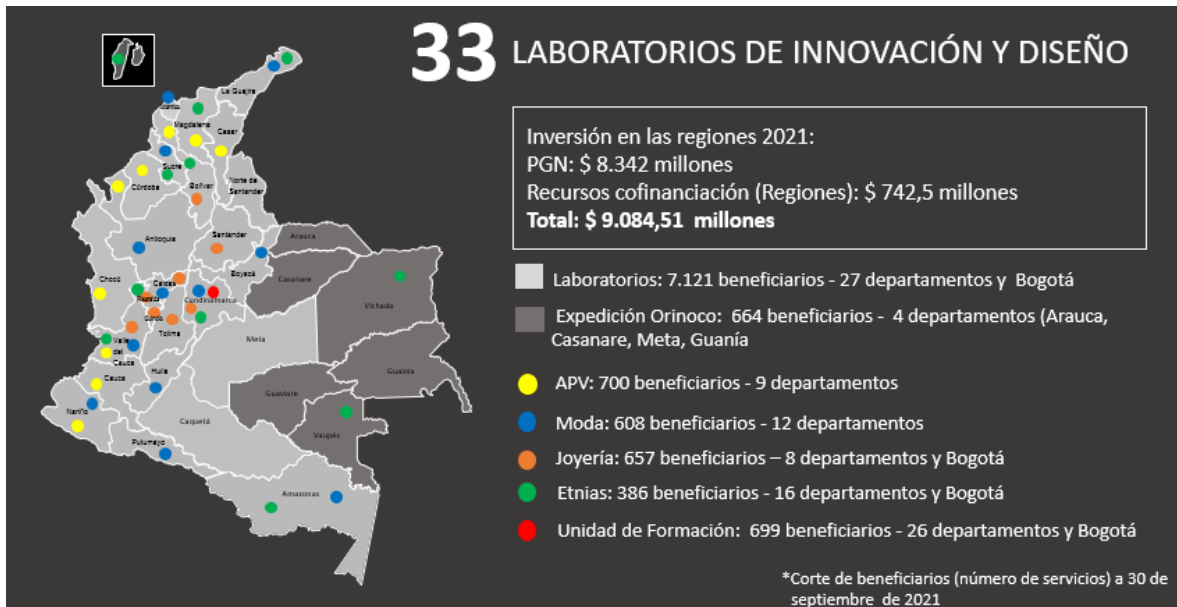 33 LABORATORIOS DE INNOVACIÓN Y DISEÑO
Inversión en las regiones 2021:
PGN: $ 8.342 millones
Recursos cofinanciación (Regiones): $ 742,5 millones
Total: $ 9.084,51 millones
Laboratorios: 7.121 beneficiarios - 27 departamentos y Bogotá
Expedición Orinoco: 664 beneficiarios - 4 departamentos (Arauca,
Casanare, Meta, Guanía
APV: 700 beneficiarios - 9 departamentos
Moda: 608 beneficiarios - 12 departamentos
Joyería: 657 beneficiarios – 8 departamentos y Bogotá
Etnias: 386 beneficiarios - 16 departamentos y Bogotá
Unidad de Formación: 699 beneficiarios - 26 departamentos y Bogotá
*Corte de beneficiarios (número de servicios) a 30 de
septiembre de 2021
La Guajira
Magdalena
Cesar
Sucre
Córdoba
Bolívar
Norte de
Santander
Antioquia
Santander
Arauca
Chocó
Caldas
Boyacá
Casanare
Cundinamarca
Vichada
Tolima
Valle
del
Cauca
Meta
Cauca
Huila
Guainía
Guaviare
Nariño
Caquetá
Vaupés
Putumayo
Amazonas